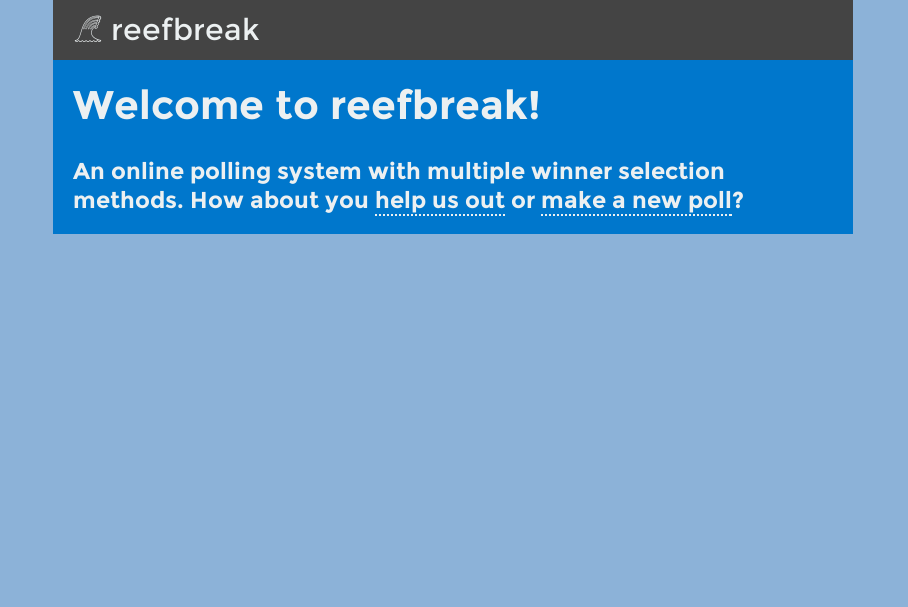 reefbreak
Welcome to reefbreak!
An online polling system with multiple winner selection
methods. How about you help us out or make a new poll?